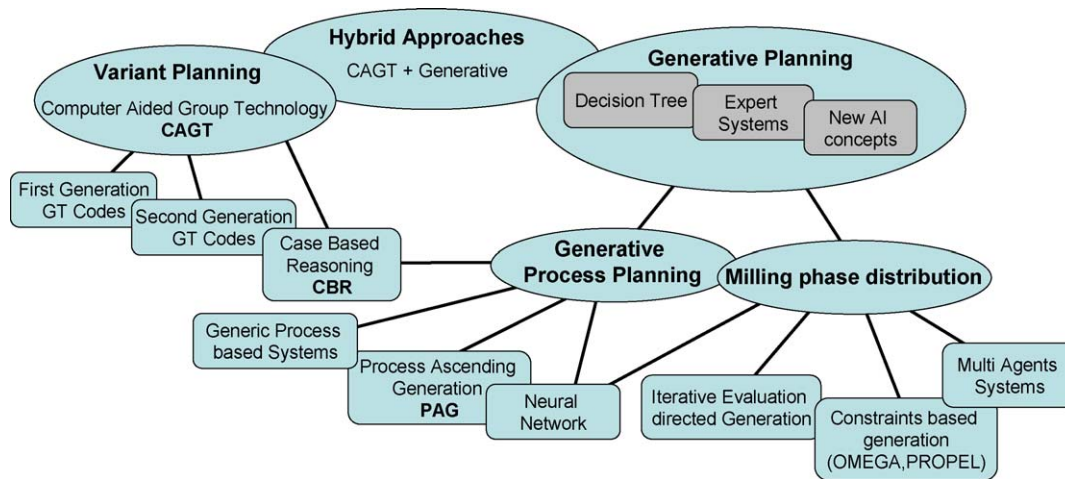 Hybrid Approaches
CAGT + Generative
Variant Planning
Computer Aided Group Technology
CAGT
Generative Planning
Decision Tree
Expert
Systems
New AI
concepts
First Generation
GT Codes
Second Generation
GT Codes
Case Based
Reasoning
CBR
Generative
Process Planning
Milling phase distribution
Generic Process
based Systems
Process Ascending
Generation
PAG
Neural
Network
Iterative Evaluation
directed Generation
Constraints based
generation
(OMEGA,PROPEL)
Multi Agents
Systems